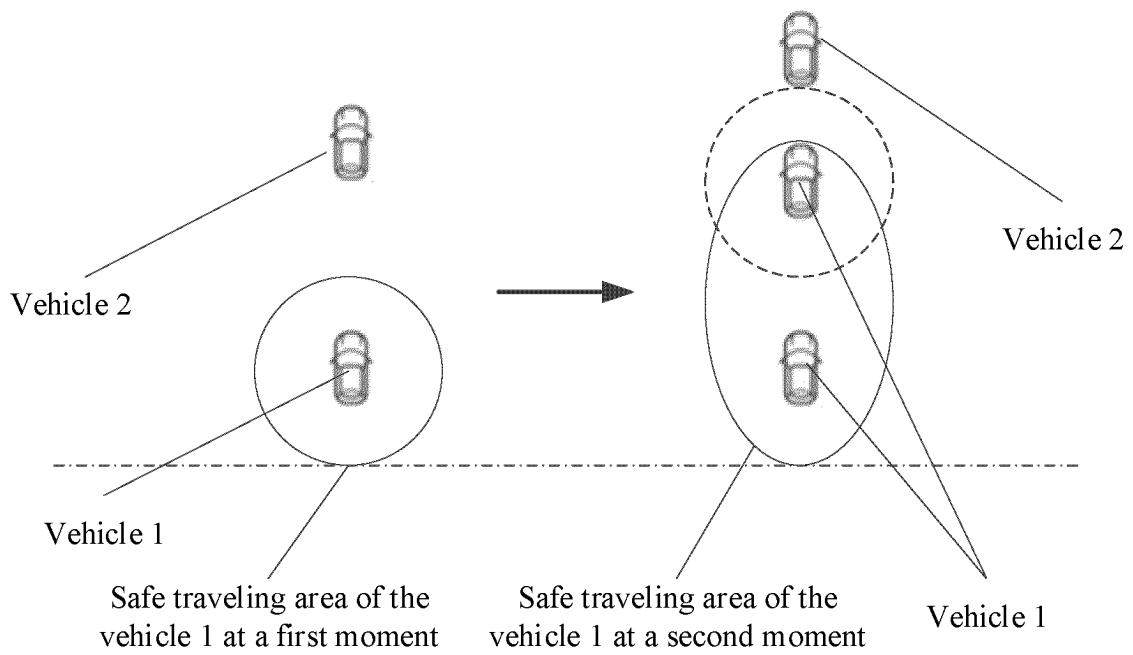 Vehicle 2
Vehicle 2
Vehicle 1
Safe traveling area of the
vehicle 1 at a first moment
Safe traveling area of the
vehicle 1 at a second moment
Vehicle 1